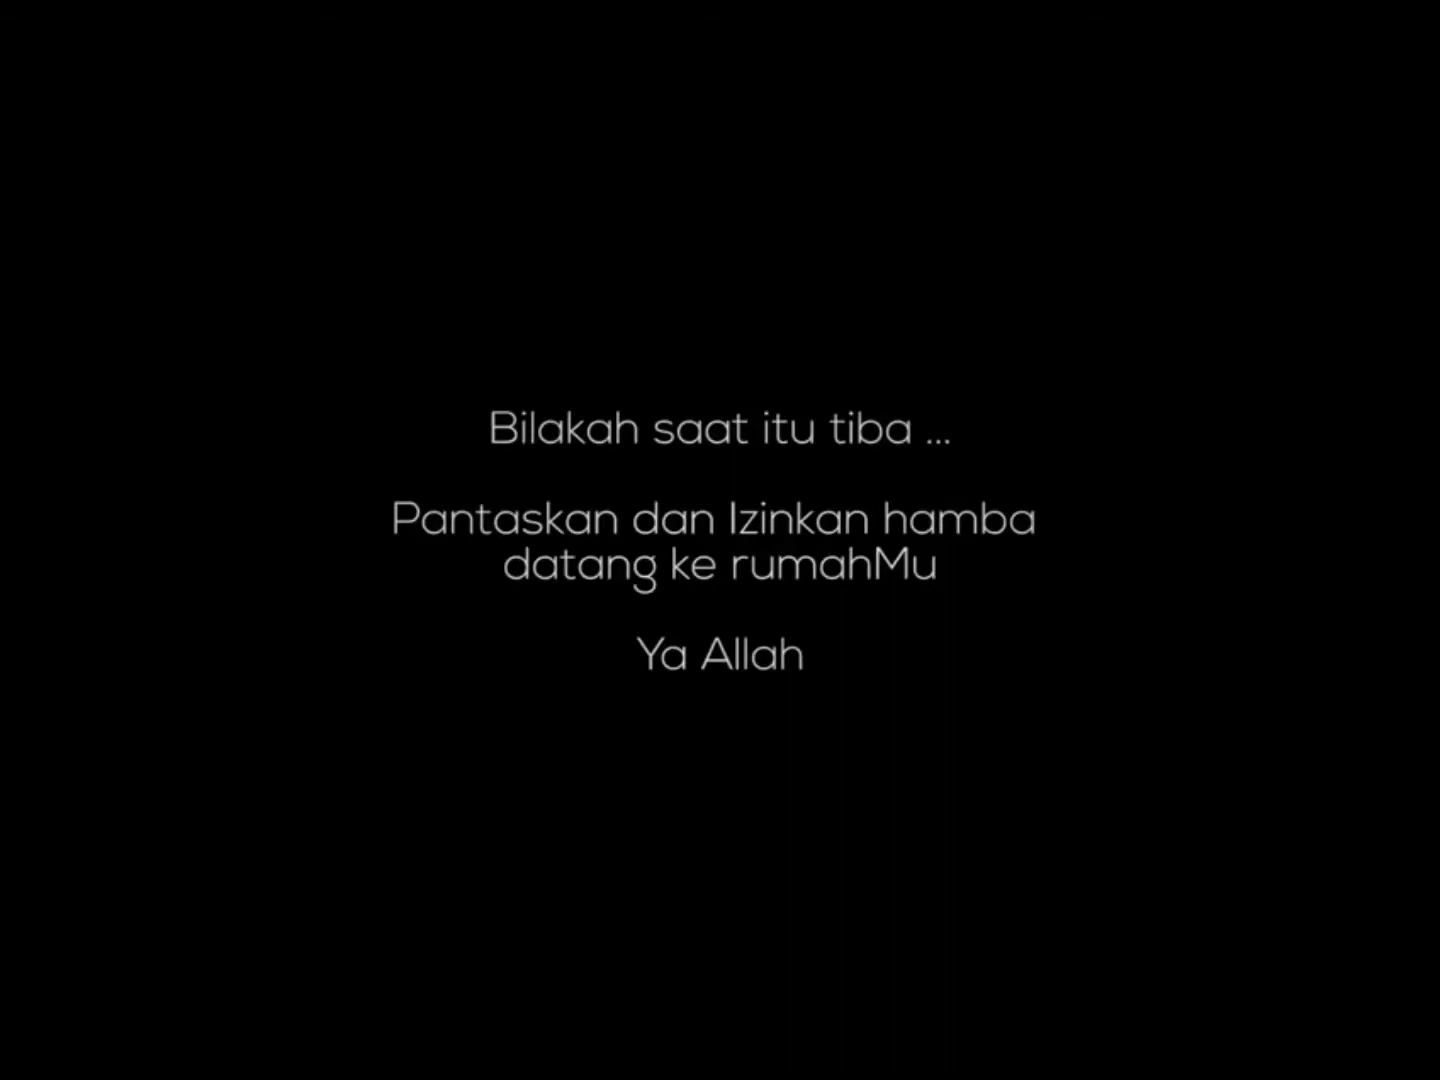 Bilakah saat itu tiba ...
Pantaskan dan Izinkan hamba
datang ke rumahMu
Ya Allah